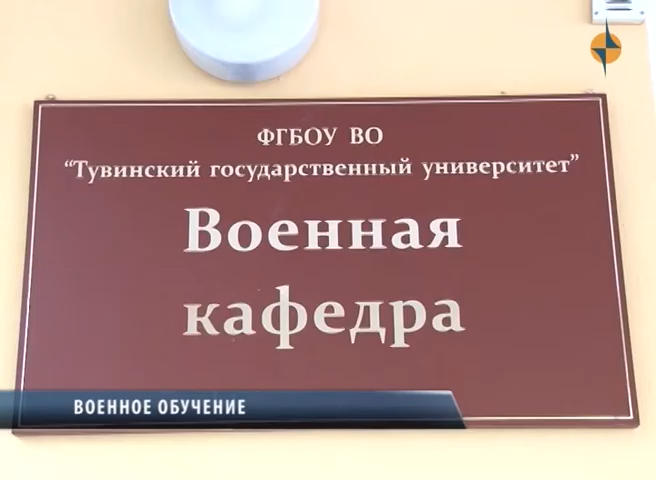 ФГБОУ ВО
“Тувинский государственный университет”
Военная
кафедра
ВОЕННОЕ ОБУЧЕНИЕ